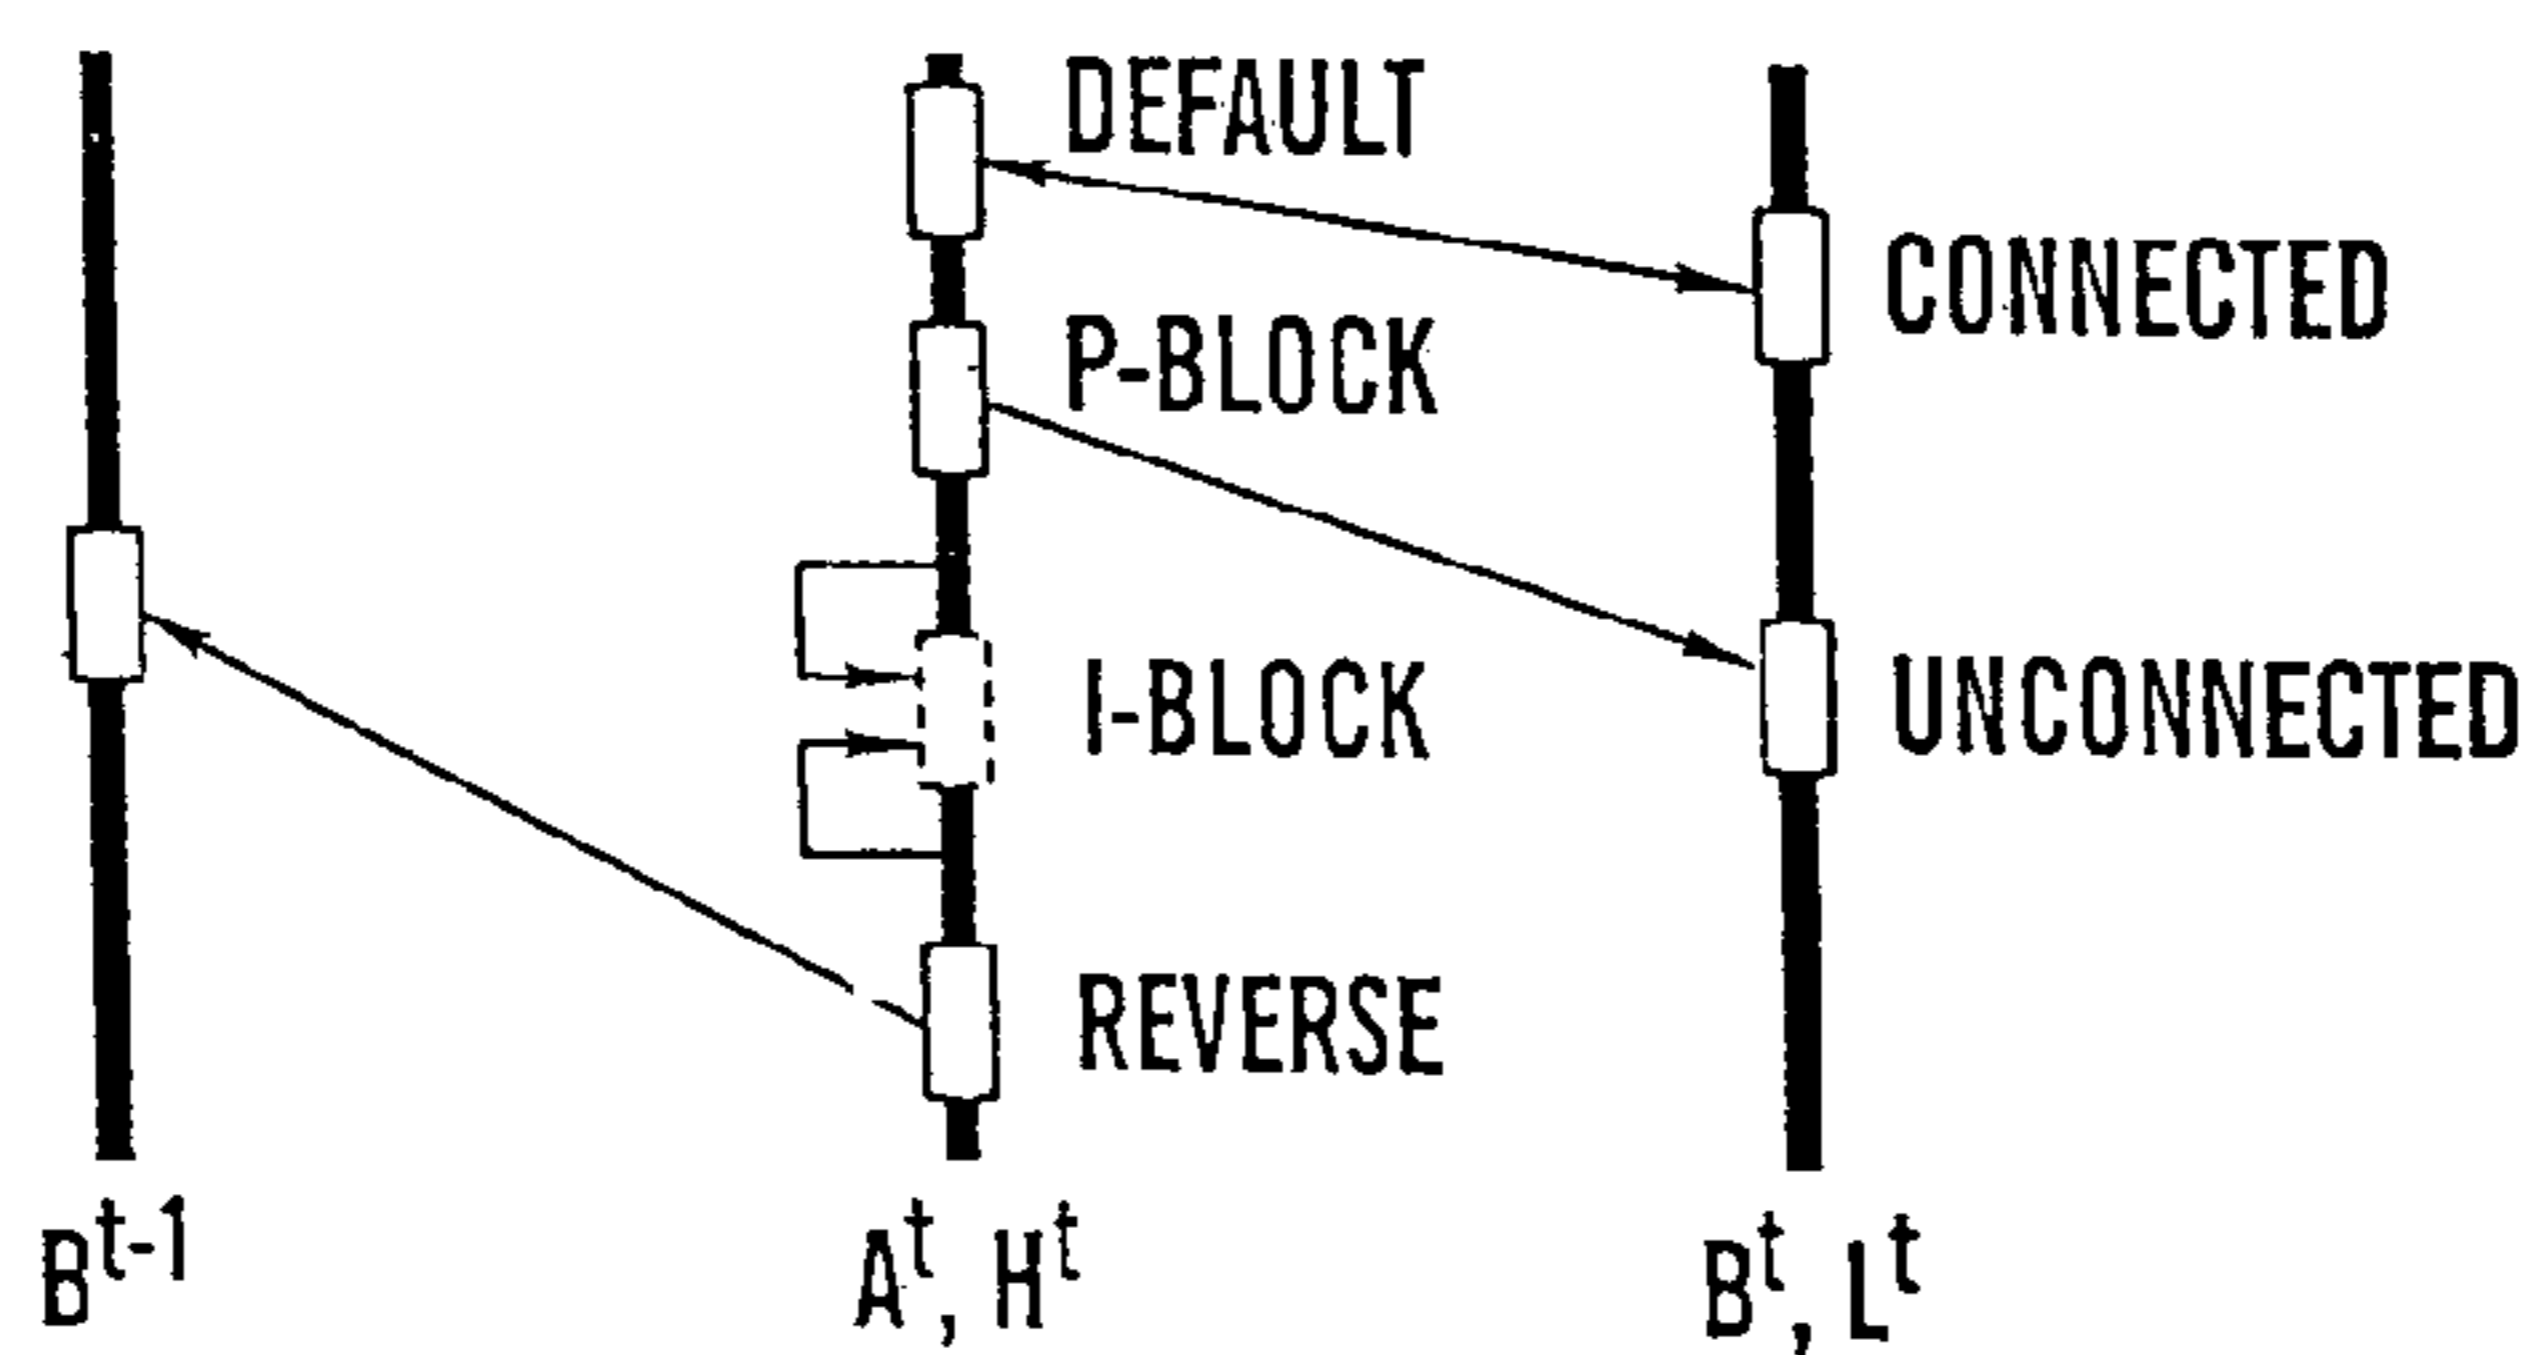 DEFAULT
CONNECTED
P-BLOCK
I-BLOCK
UNCONNECTED
REVERSE
B^t-1
A^t, H^t
B^t, L^t